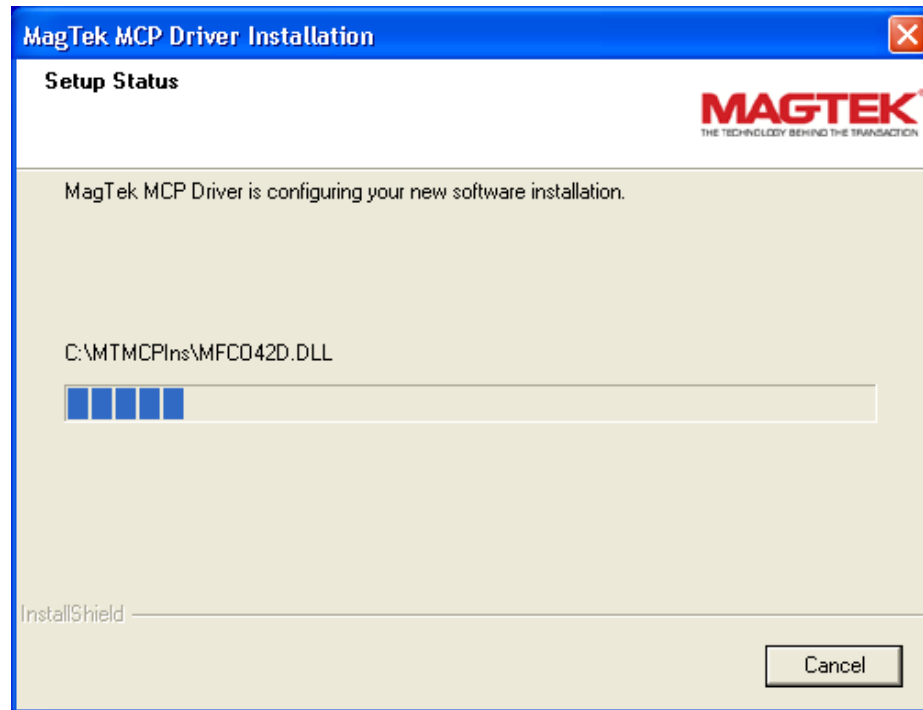 MagTek MCP Driver Installation
Setup Status
MAGTEK®
THE TECHNOLOGY BEHIND THE TRANSACTION
MagTek MCP Driver is configuring your new software installation.
C:\MTMCPIns\MFCO42D.DLL
InstallShield
Cancel